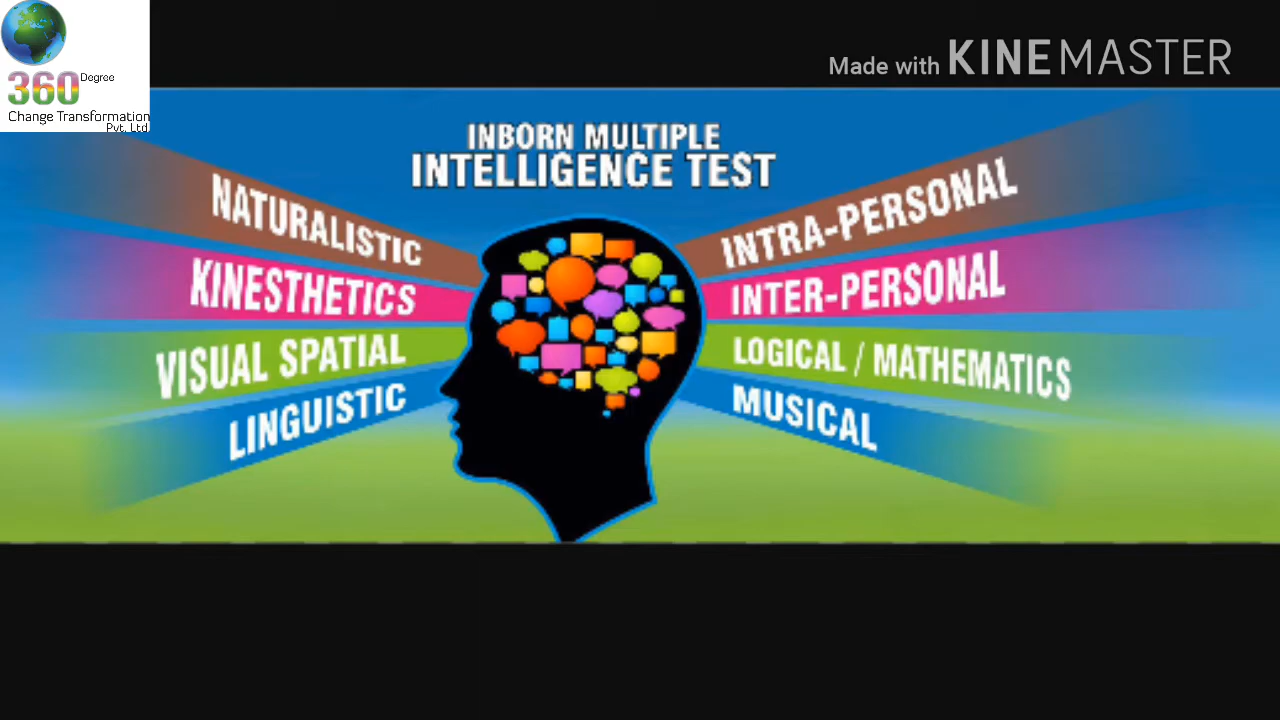 360 Degree
Change Transformation
Pvt. Ltd
Made with KINEMASTER
INBORN MULTIPLE
INTELLIGENCE TEST
NATURALISTIC
KINESTHETICS
VISUAL SPATIAL
LINGUISTIC
INTRA-PERSONAL
INTER-PERSONAL
LOGICAL / MATHEMATICS
MUSICAL